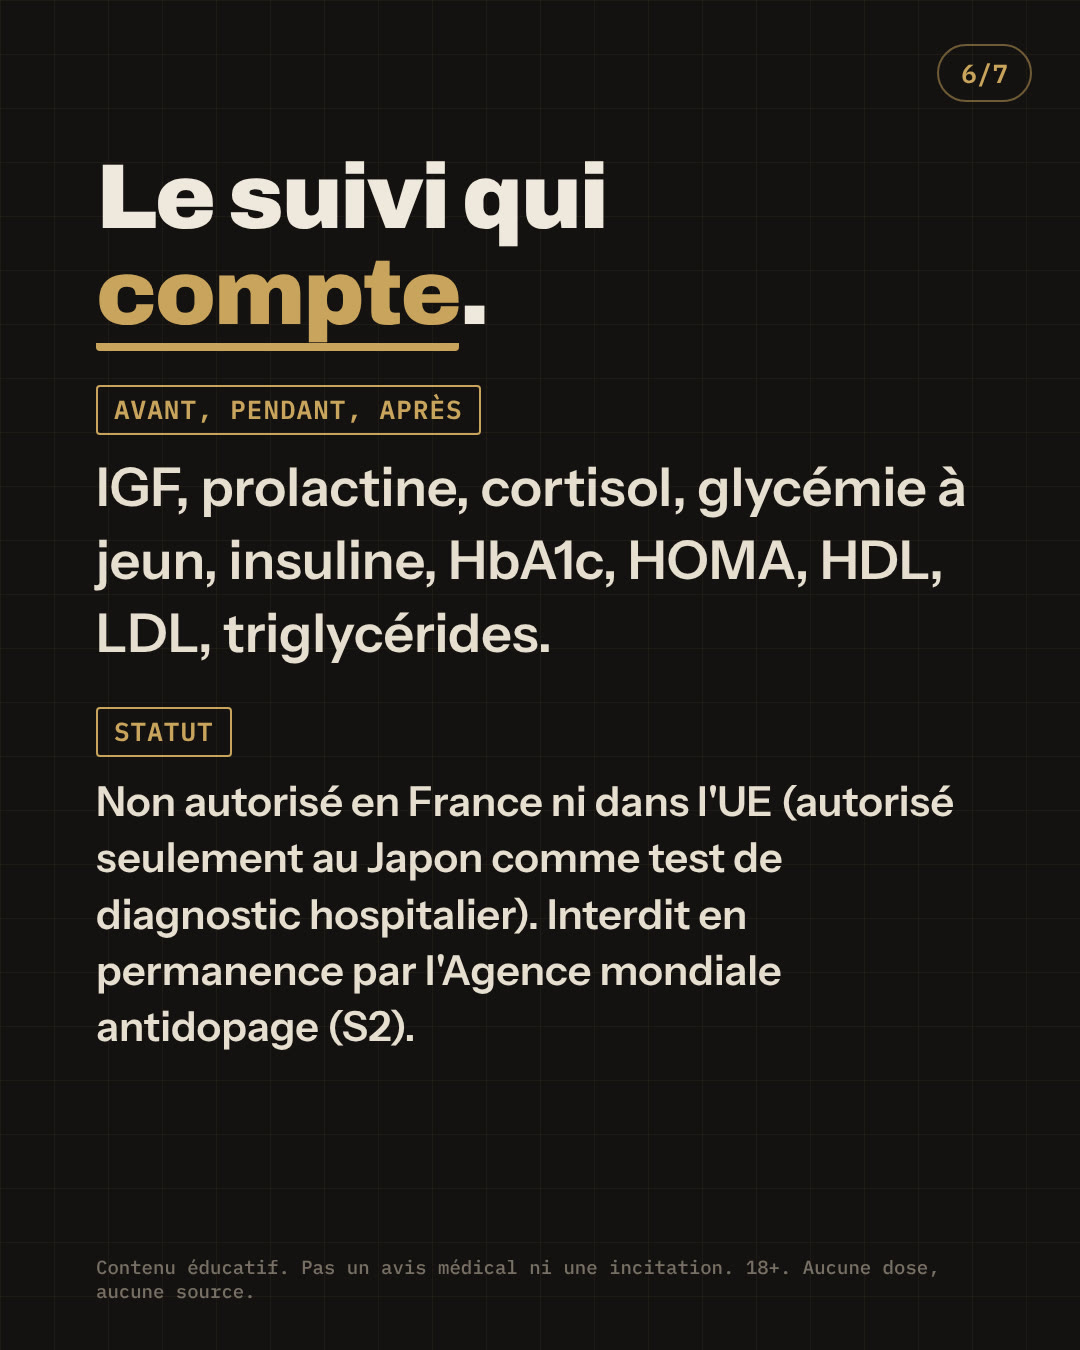 6/7
Le suivi qui
compte.
AVANT, PENDANT, APRÈS
IGF, prolactine, cortisol, glycémie à
jeun, insuline, HbA1c, HOMA, HDL,
LDL, triglycérides.
STATUT
Non autorisé en France ni dans l'UE (autorisé
seulement au Japon comme test de
diagnostic hospitalier). Interdit en
permanence par l'Agence mondiale
antidopage (S2).
Contenu éducatif. Pas un avis médical ni une incitation. 18+. Aucune dose,
aucune source.